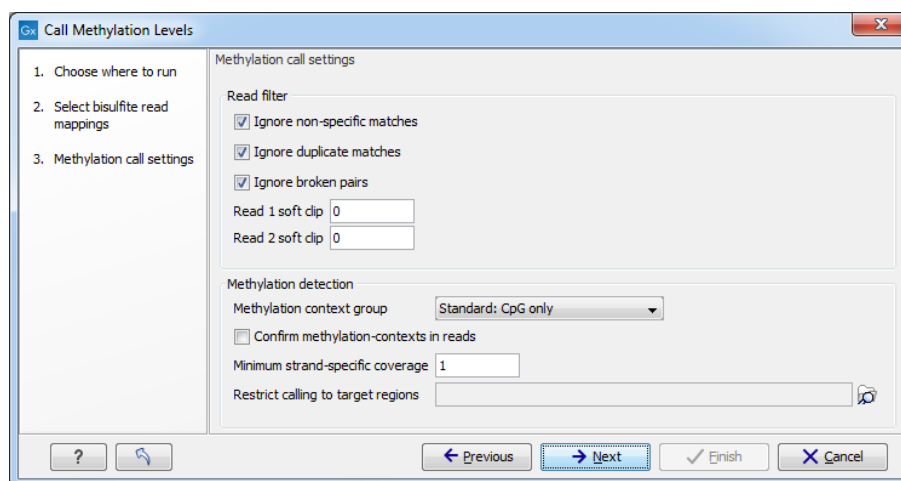 Gx Call Methylation Levels
1. Choose where to run
2. Select bisulfite read
mappings
3. Methylation call settings
Methylation call settings
Read filter
Ignore non-specific matches
Ignore duplicate matches
Ignore broken pairs
Read 1 soft clip 0
Read 2 soft clip 0
Methylation detection
Methylation context group Standard: CpG only
Confirm methylation-contexts in reads
Minimum strand-specific coverage 1
Restrict calling to target regions
? Previous Next Finish Cancel